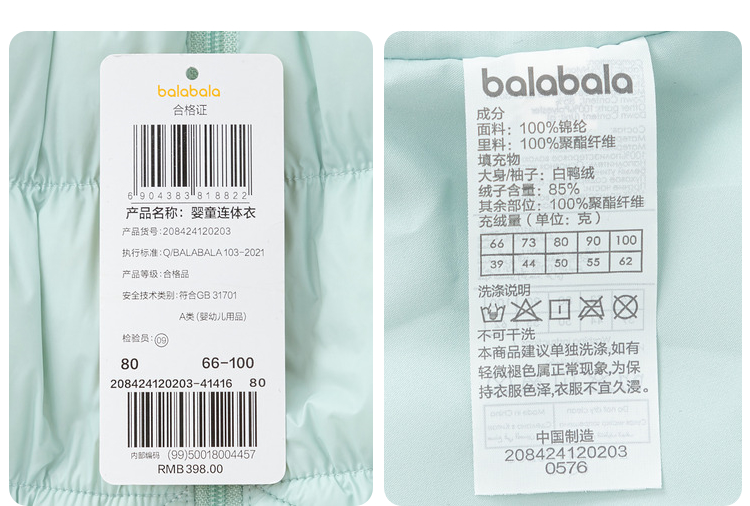 balabala
合格证
6 904383 818822
产品名称：婴童连体衣
产品货号:208424120203
执行标准:Q/BALABALA 103-2021
产品等级:合格品
安全技术类别:符合GB 31701
A类 (婴幼儿用品)
检验员: 09
80 66-100
208424120203-41416 80
内部编码 (99)50018004457
RMB398.00
balabala
成分
面料：100%锦纶
里料：100%聚酯纤维
填充物
大身/袖子：白鸭绒
绒子含量：85%
其余部位：100%聚酯纤维
充绒量（单位：克）
66 73 80 90 100
39 44 50 55 62
洗涤说明
不可干洗
本商品建议单独洗涤,如有
轻微褪色属正常现象,为保
持衣服色泽,衣服不宜久浸。
中国制造
208424120203
0576